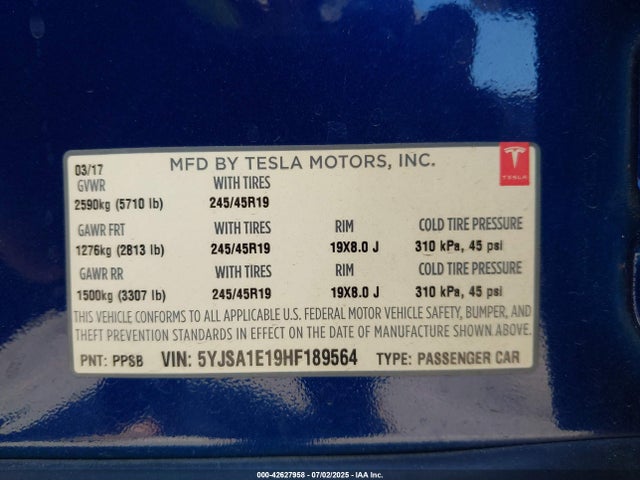 03/17 MFD BY TESLA MOTORS, INC.
TESLA
GVWR WITH TIRES
2590kg (5710 lb) 245/45R19
GAWR FRT WITH TIRES RIM COLD TIRE PRESSURE
1276kg (2813 lb) 245/45R19 19X8.0 J 310 kPa, 45 psi
GAWR RR WITH TIRES RIM COLD TIRE PRESSURE
1500kg (3307 lb) 245/45R19 19X8.0 J 310 kPa, 45 psi
THIS VEHICLE CONFORMS TO ALL APPLICABLE U.S. FEDERAL MOTOR VEHICLE SAFETY, BUMPER, AND
THEFT PREVENTION STANDARDS IN EFFECT ON THE DATE OF MANUFACTURE SHOWN ABOVE.
PNT: PPSB VIN: 5YJSA1E19HF189564 TYPE: PASSENGER CAR
000-42627958 - 07/02/2025 - IAA Inc.